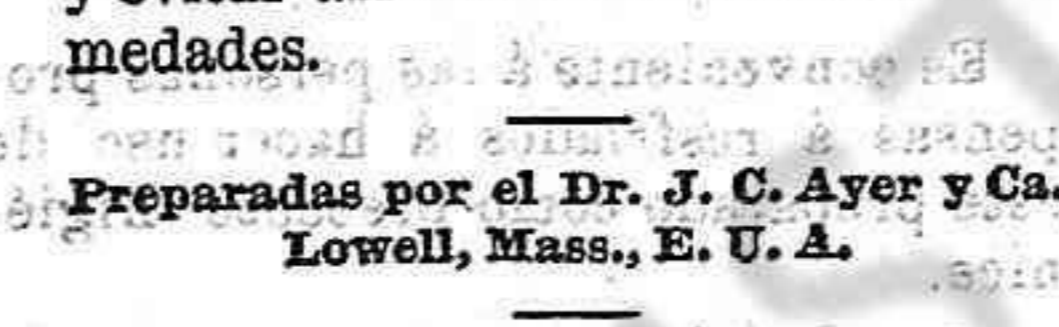 medades.
Preparadas por el Dr. J. C. Ayer y Ca.,
Lowell, Mass., E. U. A.